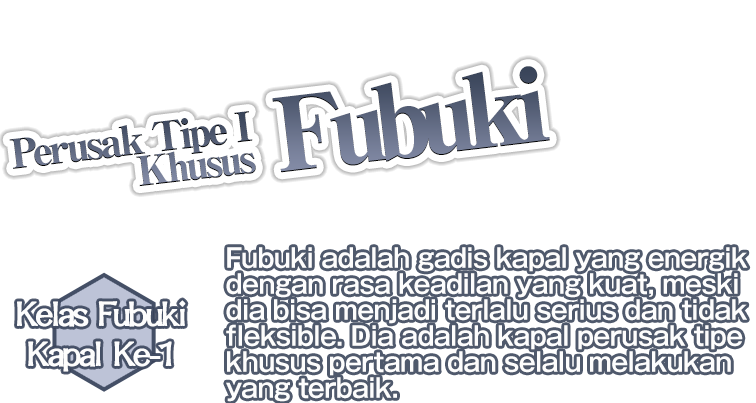 Perusak Tipe I
Khusus
Fubuki
Kelas Fubuki
Kapal Ke-1
Fubuki adalah gadis kapal yang energik
dengan rasa keadilan yang kuat, meski
dia bisa menjadi terlalu serius dan tidak
fleksible. Dia adalah kapal perusak tipe
khusus pertama dan selalu melakukan
yang terbaik.